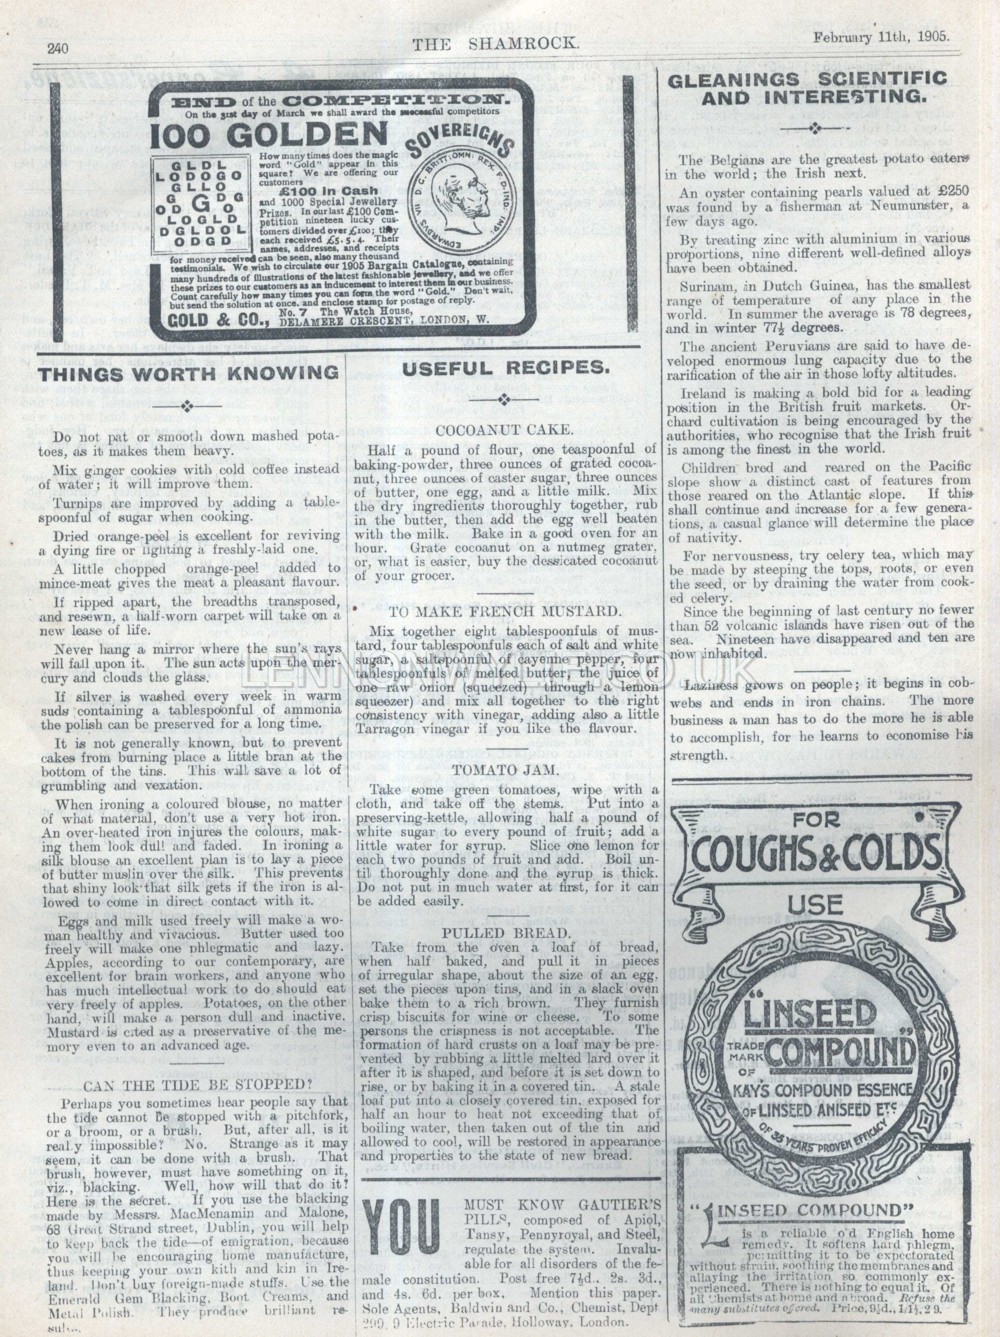 240
THE SHAMROCK.
February 11th, 1905.
END of the COMPETITION.
On the 31st day of March we shall award the successful competitors
100 GOLDEN
SOVEREIGNS
GLDL
LODOGO
GLLO
G G DG
OD O
LOGLD
DGLDOL
ODGD
How many times does the magic
word "Gold" appear in this
square? We are offering our
customers
£100 in Cash
and 1000 Special Jewellery
Prizes. In our last £100 Com-
petition nineteen lucky cus-
tomers divided over £100; they
each received £5.5.4. Their
names, addresses, and receipts
for money received can be seen, also many thousand
testimonials. We wish to circulate our 1905 Bargain Catalogue, containing
many hundreds of illustrations of the latest fashionable jewellery, and we offer
these prizes to our customers as an inducement to interest them in our business.
Count carefully how many times you can form the word "Gold." Don't wait,
but send the solution at once, and enclose stamp for postage of reply.
GOLD & CO., No. 7 The Watch House,
DELAMERE CRESCENT, LONDON, W.
EDWARDVS VII D.G. BRITT: OMN: REX F.D. IND: IMP:
THINGS WORTH KNOWING
Do not pat or smooth down mashed pota-
toes, as it makes them heavy.
Mix ginger cookies with cold coffee instead
of water; it will improve them.
Turnips are improved by adding a table-
spoonful of sugar when cooking.
Dried orange-peel is excellent for reviving
a dying fire or lighting a freshly-laid one.
A little chopped orange-peel added to
mince-meat gives the meat a pleasant flavour.
If ripped apart, the breadths transposed,
and resewn, a half-worn carpet will take on a
new lease of life.
Never hang a mirror where the sun's rays
will fall upon it. The sun acts upon the mer-
cury and clouds the glass.
If silver is washed every week in warm
suds containing a tablespoonful of ammonia
the polish can be preserved for a long time.
It is not generally known, but to prevent
cakes from burning place a little bran at the
bottom of the tins. This will save a lot of
grumbling and vexation.
When ironing a coloured blouse, no matter
of what material, don't use a very hot iron.
An over-heated iron injures the colours, mak-
ing them look dull and faded. In ironing a
silk blouse an excellent plan is to lay a piece
of butter muslin over the silk. This prevents
that shiny look that silk gets if the iron is al-
lowed to come in direct contact with it.
Eggs and milk used freely will make a wo-
man healthy and vivacious. Butter used too
freely will make one phlegmatic and lazy.
Apples, according to our contemporary, are
excellent for brain workers, and anyone who
has much intellectual work to do should eat
very freely of apples. Potatoes, on the other
hand, will make a person dull and inactive.
Mustard is cited as a preservative of the me-
mory even to an advanced age.
CAN THE TIDE BE STOPPED?
Perhaps you sometimes hear people say that
the tide cannot be stopped with a pitchfork,
or a broom, or a brush. But, after all, is it
really impossible? No. Strange as it may
seem, it can be done with a brush. That
brush, however, must have something on it,
viz., blacking. Well, how will that do it?
Here is the secret. If you use the blacking
made by Messrs. MacMenamin and Malone,
68 Great Strand street, Dublin, you will help
to keep back the tide—of emigration, because
you will be encouraging home manufacture,
thus keeping your own kith and kin in Ire-
land. Don't buy foreign-made stuffs. Use the
Emerald Gem Blacking, Boot Creams, and
Metal Polish. They produce brilliant re-
sults.
USEFUL RECIPES.
COCOANUT CAKE.
Half a pound of flour, one teaspoonful of
baking-powder, three ounces of grated cocoa-
nut, three ounces of caster sugar, three ounces
of butter, one egg, and a little milk. Mix
the dry ingredients thoroughly together, rub
in the butter, then add the egg well beaten
with the milk. Bake in a good oven for an
hour. Grate cocoanut on a nutmeg grater,
or, what is easier, buy the dessicated cocoanut
of your grocer.
TO MAKE FRENCH MUSTARD.
Mix together eight tablespoonfuls of mus-
tard, four tablespoonfuls each of salt and white
sugar, a saltspoonful of cayenne pepper, four
tablespoonfuls of melted butter, the juice of
one raw onion (squeezed through a lemon
squeezer) and mix all together to the right
consistency with vinegar, adding also a little
Tarragon vinegar if you like the flavour.
TOMATO JAM.
Take some green tomatoes, wipe with a
cloth, and take off the stems. Put into a
preserving-kettle, allowing half a pound of
white sugar to every pound of fruit; add a
little water for syrup. Slice one lemon for
each two pounds of fruit and add. Boil un-
til thoroughly done and the syrup is thick.
Do not put in much water at first, for it can
be added easily.
PULLED BREAD.
Take from the oven a loaf of bread,
when half baked, and pull it in pieces
of irregular shape, about the size of an egg,
set the pieces upon tins, and in a slack oven
bake them to a rich brown. They furnish
crisp biscuits for wine or cheese. To some
persons the crispness is not acceptable. The
formation of hard crusts on a loaf may be pre-
vented by rubbing a little melted lard over it
after it is shaped, and before it is set down to
rise, or by baking it in a covered tin. A stale
loaf put into a closely covered tin, exposed for
half an hour to heat not exceeding that of
boiling water, then taken out of the tin and
allowed to cool, will be restored in appearance
and properties to the state of new bread.
YOU MUST KNOW GAUTIER'S
PILLS, composed of Apiol,
Tansy, Pennyroyal, and Steel,
regulate the system. Invalu-
able for all disorders of the fe-
male constitution. Post free 7½d., 2s. 3d.,
and 4s. 6d. per box. Mention this paper.
Sole Agents, Baldwin and Co., Chemist, Dept
299, 9 Electric Parade, Holloway, London.
GLEANINGS SCIENTIFIC
AND INTERESTING.
The Belgians are the greatest potato eaters
in the world; the Irish next.
An oyster containing pearls valued at £250
was found by a fisherman at Neumunster, a
few days ago.
By treating zinc with aluminium in various
proportions, nine different well-defined alloys
have been obtained.
Surinam, in Dutch Guinea, has the smallest
range of temperature of any place in the
world. In summer the average is 78 degrees,
and in winter 77½ degrees.
The ancient Peruvians are said to have de-
veloped enormous lung capacity due to the
rarification of the air in those lofty altitudes.
Ireland is making a bold bid for a leading
position in the British fruit markets. Or-
chard cultivation is being encouraged by the
authorities, who recognise that the Irish fruit
is among the finest in the world.
Children bred and reared on the Pacific
slope show a distinct cast of features from
those reared on the Atlantic slope. If this
shall continue and increase for a few genera-
tions, a casual glance will determine the place
of nativity.
For nervousness, try celery tea, which may
be made by steeping the tops, roots, or even
the seed, or by draining the water from cook-
ed celery.
Since the beginning of last century no fewer
than 52 volcanic islands have risen out of the
sea. Nineteen have disappeared and ten are
now inhabited.
Laziness grows on people; it begins in cob-
webs and ends in iron chains. The more
business a man has to do the more he is able
to accomplish, for he learns to economise his
strength.
FOR
COUGHS & COLDS
USE
"LINSEED
COMPOUND"
TRADE
MARK
OF
KAY'S COMPOUND ESSENCE
OF LINSEED ANISEED ETC
OF 35 YEARS' PROVEN EFFICACY
"LINSEED COMPOUND"
Is a reliable old English home
remedy. It softens hard phlegm,
permitting it to be expectorated
without strain, soothing the membranes and
allaying the irritation so commonly ex-
perienced. There is nothing to equal it. Of
all Chemists at home and abroad. Refuse the
many substitutes offered. Price, 9½d., 1/1½, 2 9.
LENNONWYLIE.CO.UK